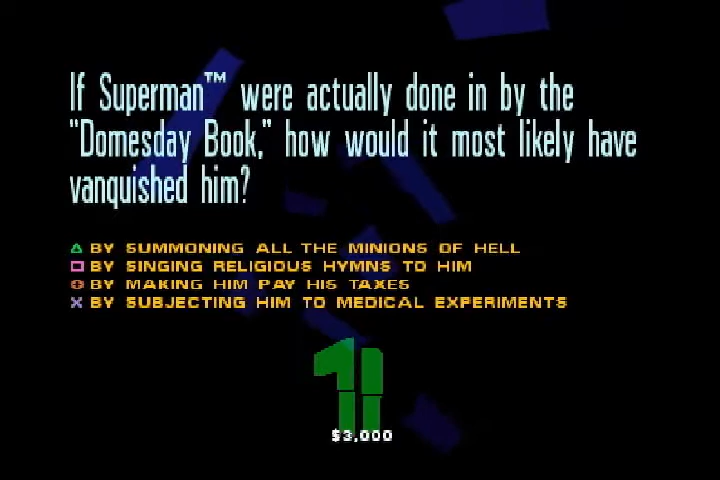 If Superman™ were actually done in by the
"Domesday Book," how would it most likely have
vanquished him?
BY SUMMONING ALL THE MINIONS OF HELL
BY SINGING RELIGIOUS HYMNS TO HIM
BY MAKING HIM PAY HIS TAXES
X BY SUBJECTING HIM TO MEDICAL EXPERIMENTS
$3,000